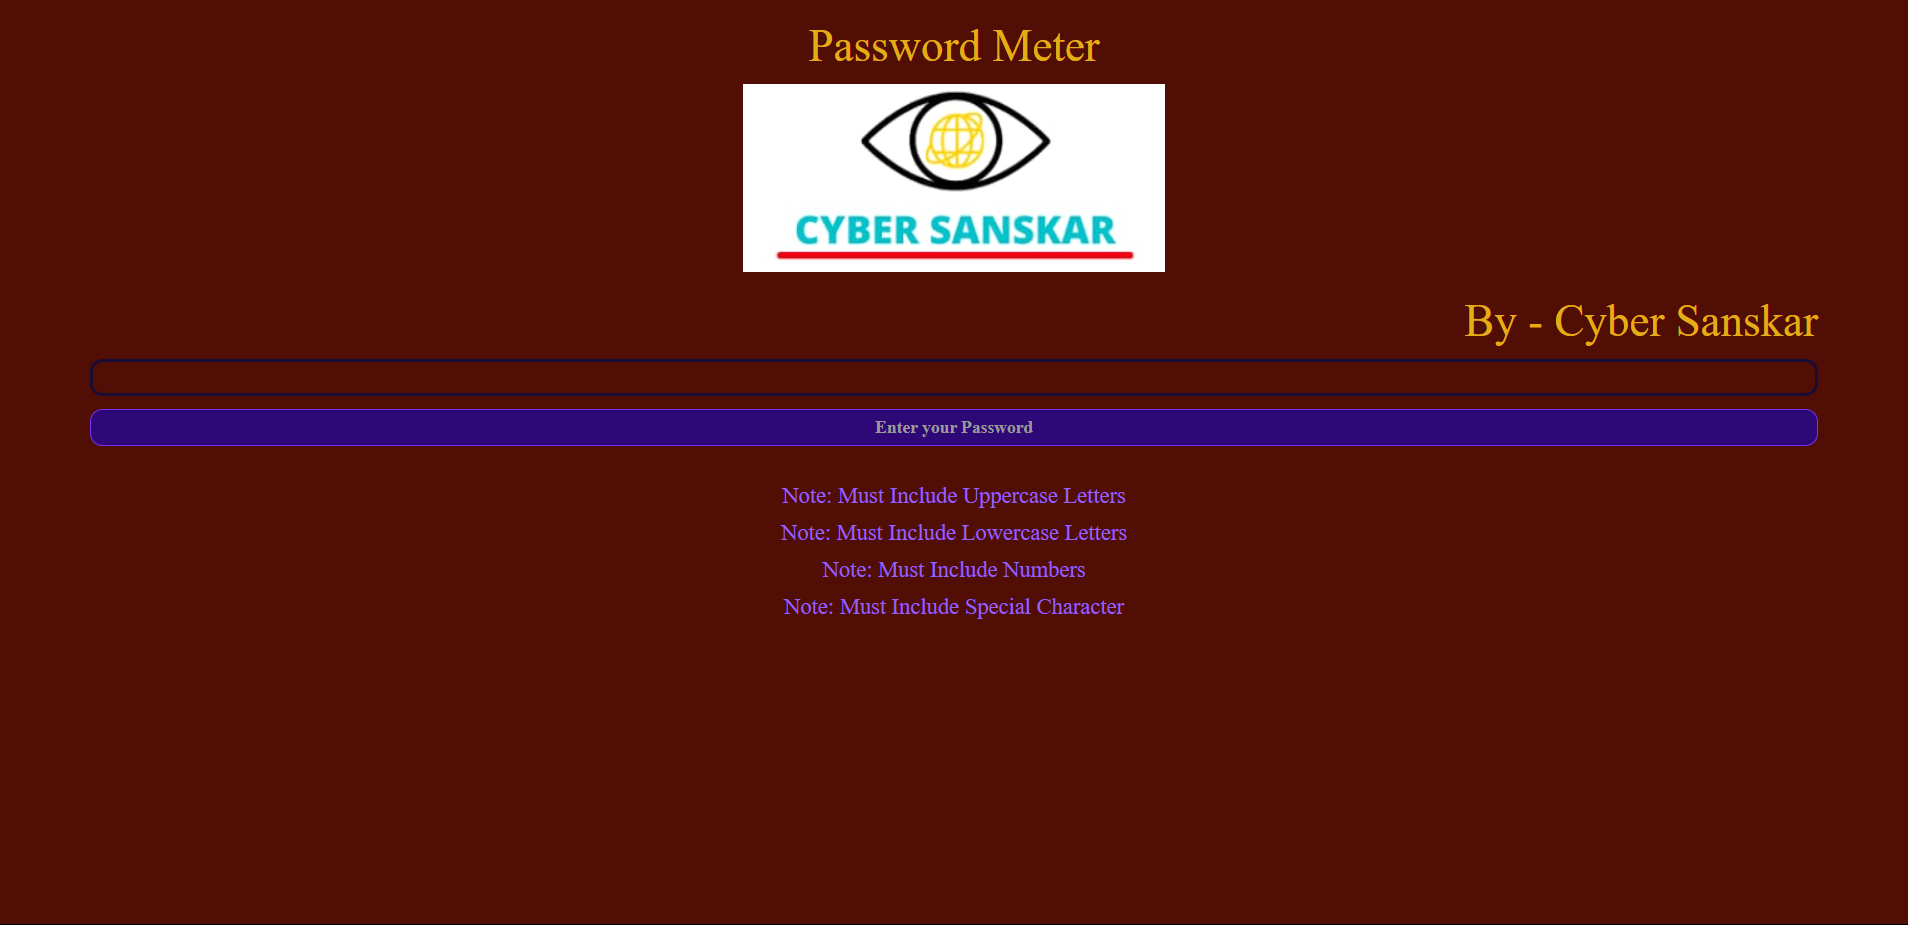 Password Meter
CYBER SANSKAR
By - Cyber Sanskar
Enter your Password
Note: Must Include Uppercase Letters
Note: Must Include Lowercase Letters
Note: Must Include Numbers
Note: Must Include Special Character